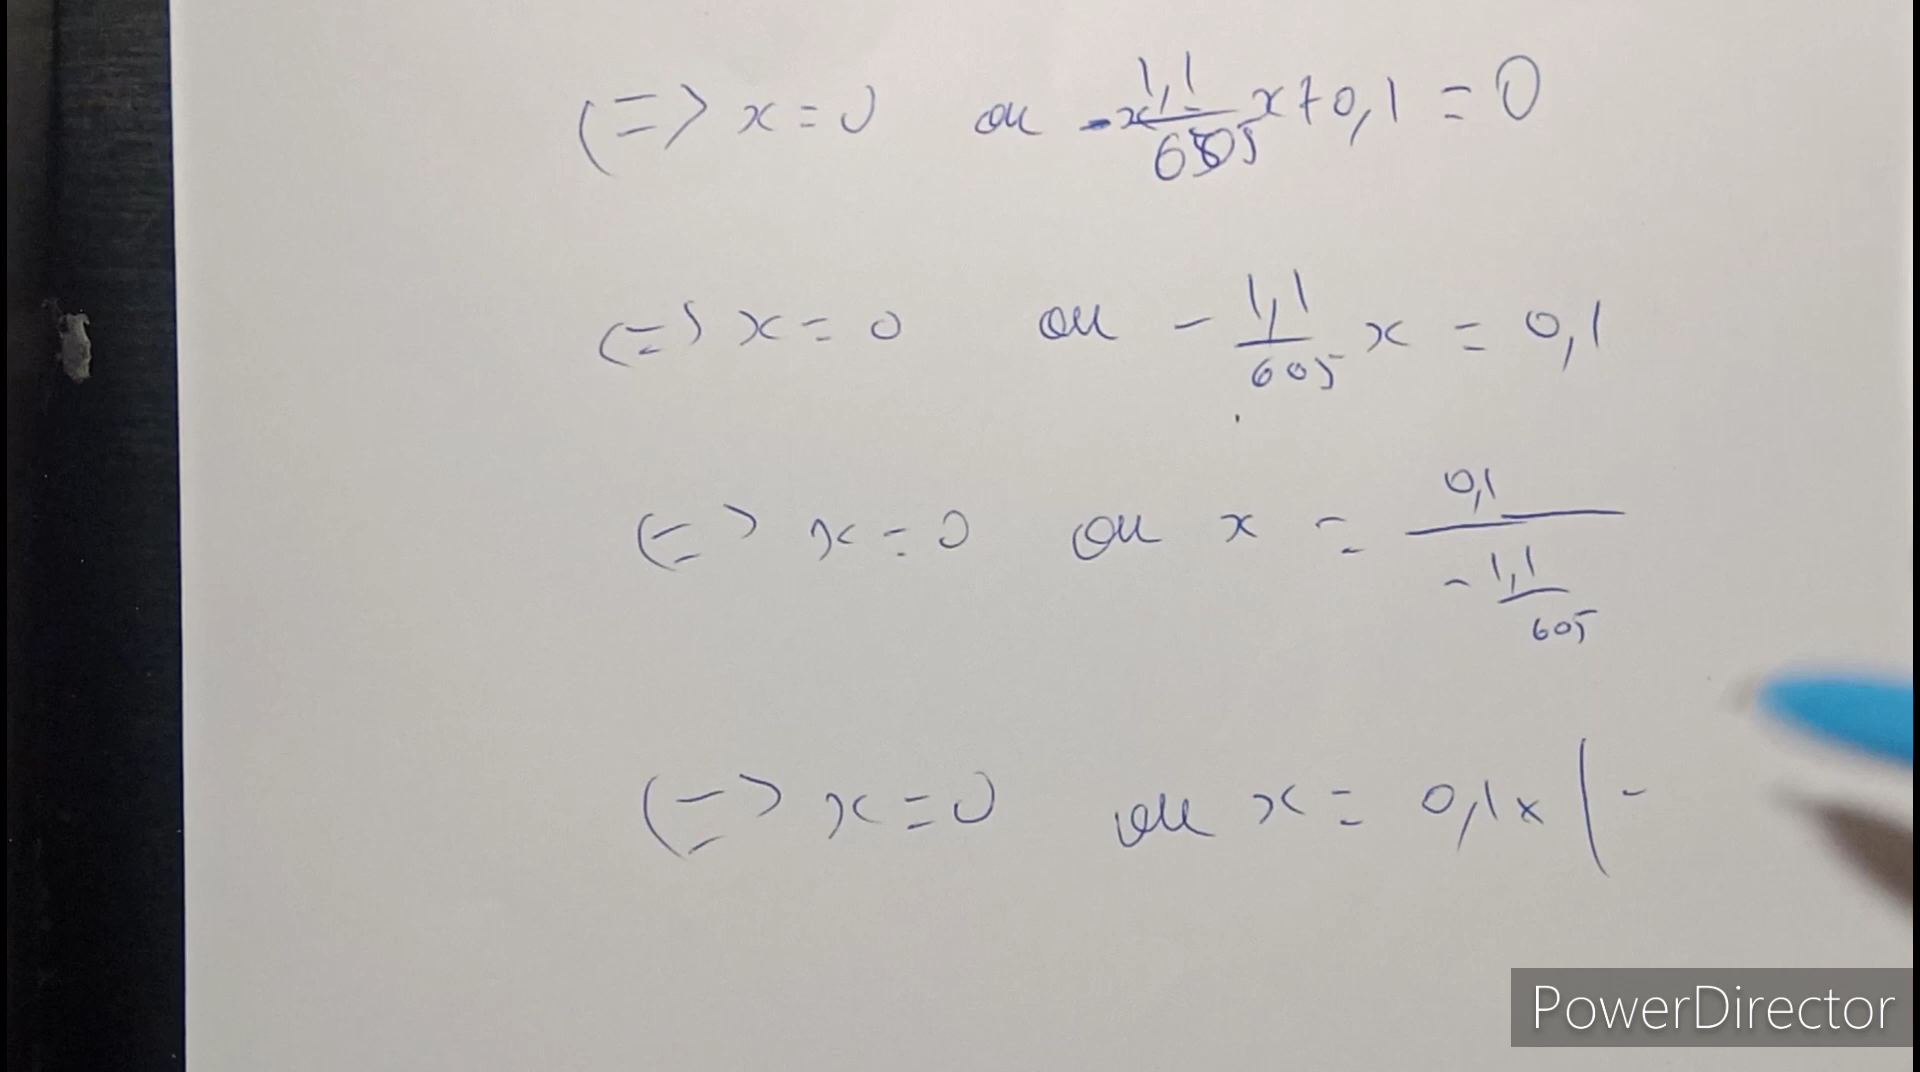 (=> x = 0 ou - 1,1/605 x + 0,1 = 0
(=> x = 0 ou - 1,1/605 x = 0,1
(=> x = 0 ou x = 0,1/(- 1,1/605)
(=> x = 0 ou x = 0,1 x ( -
PowerDirector